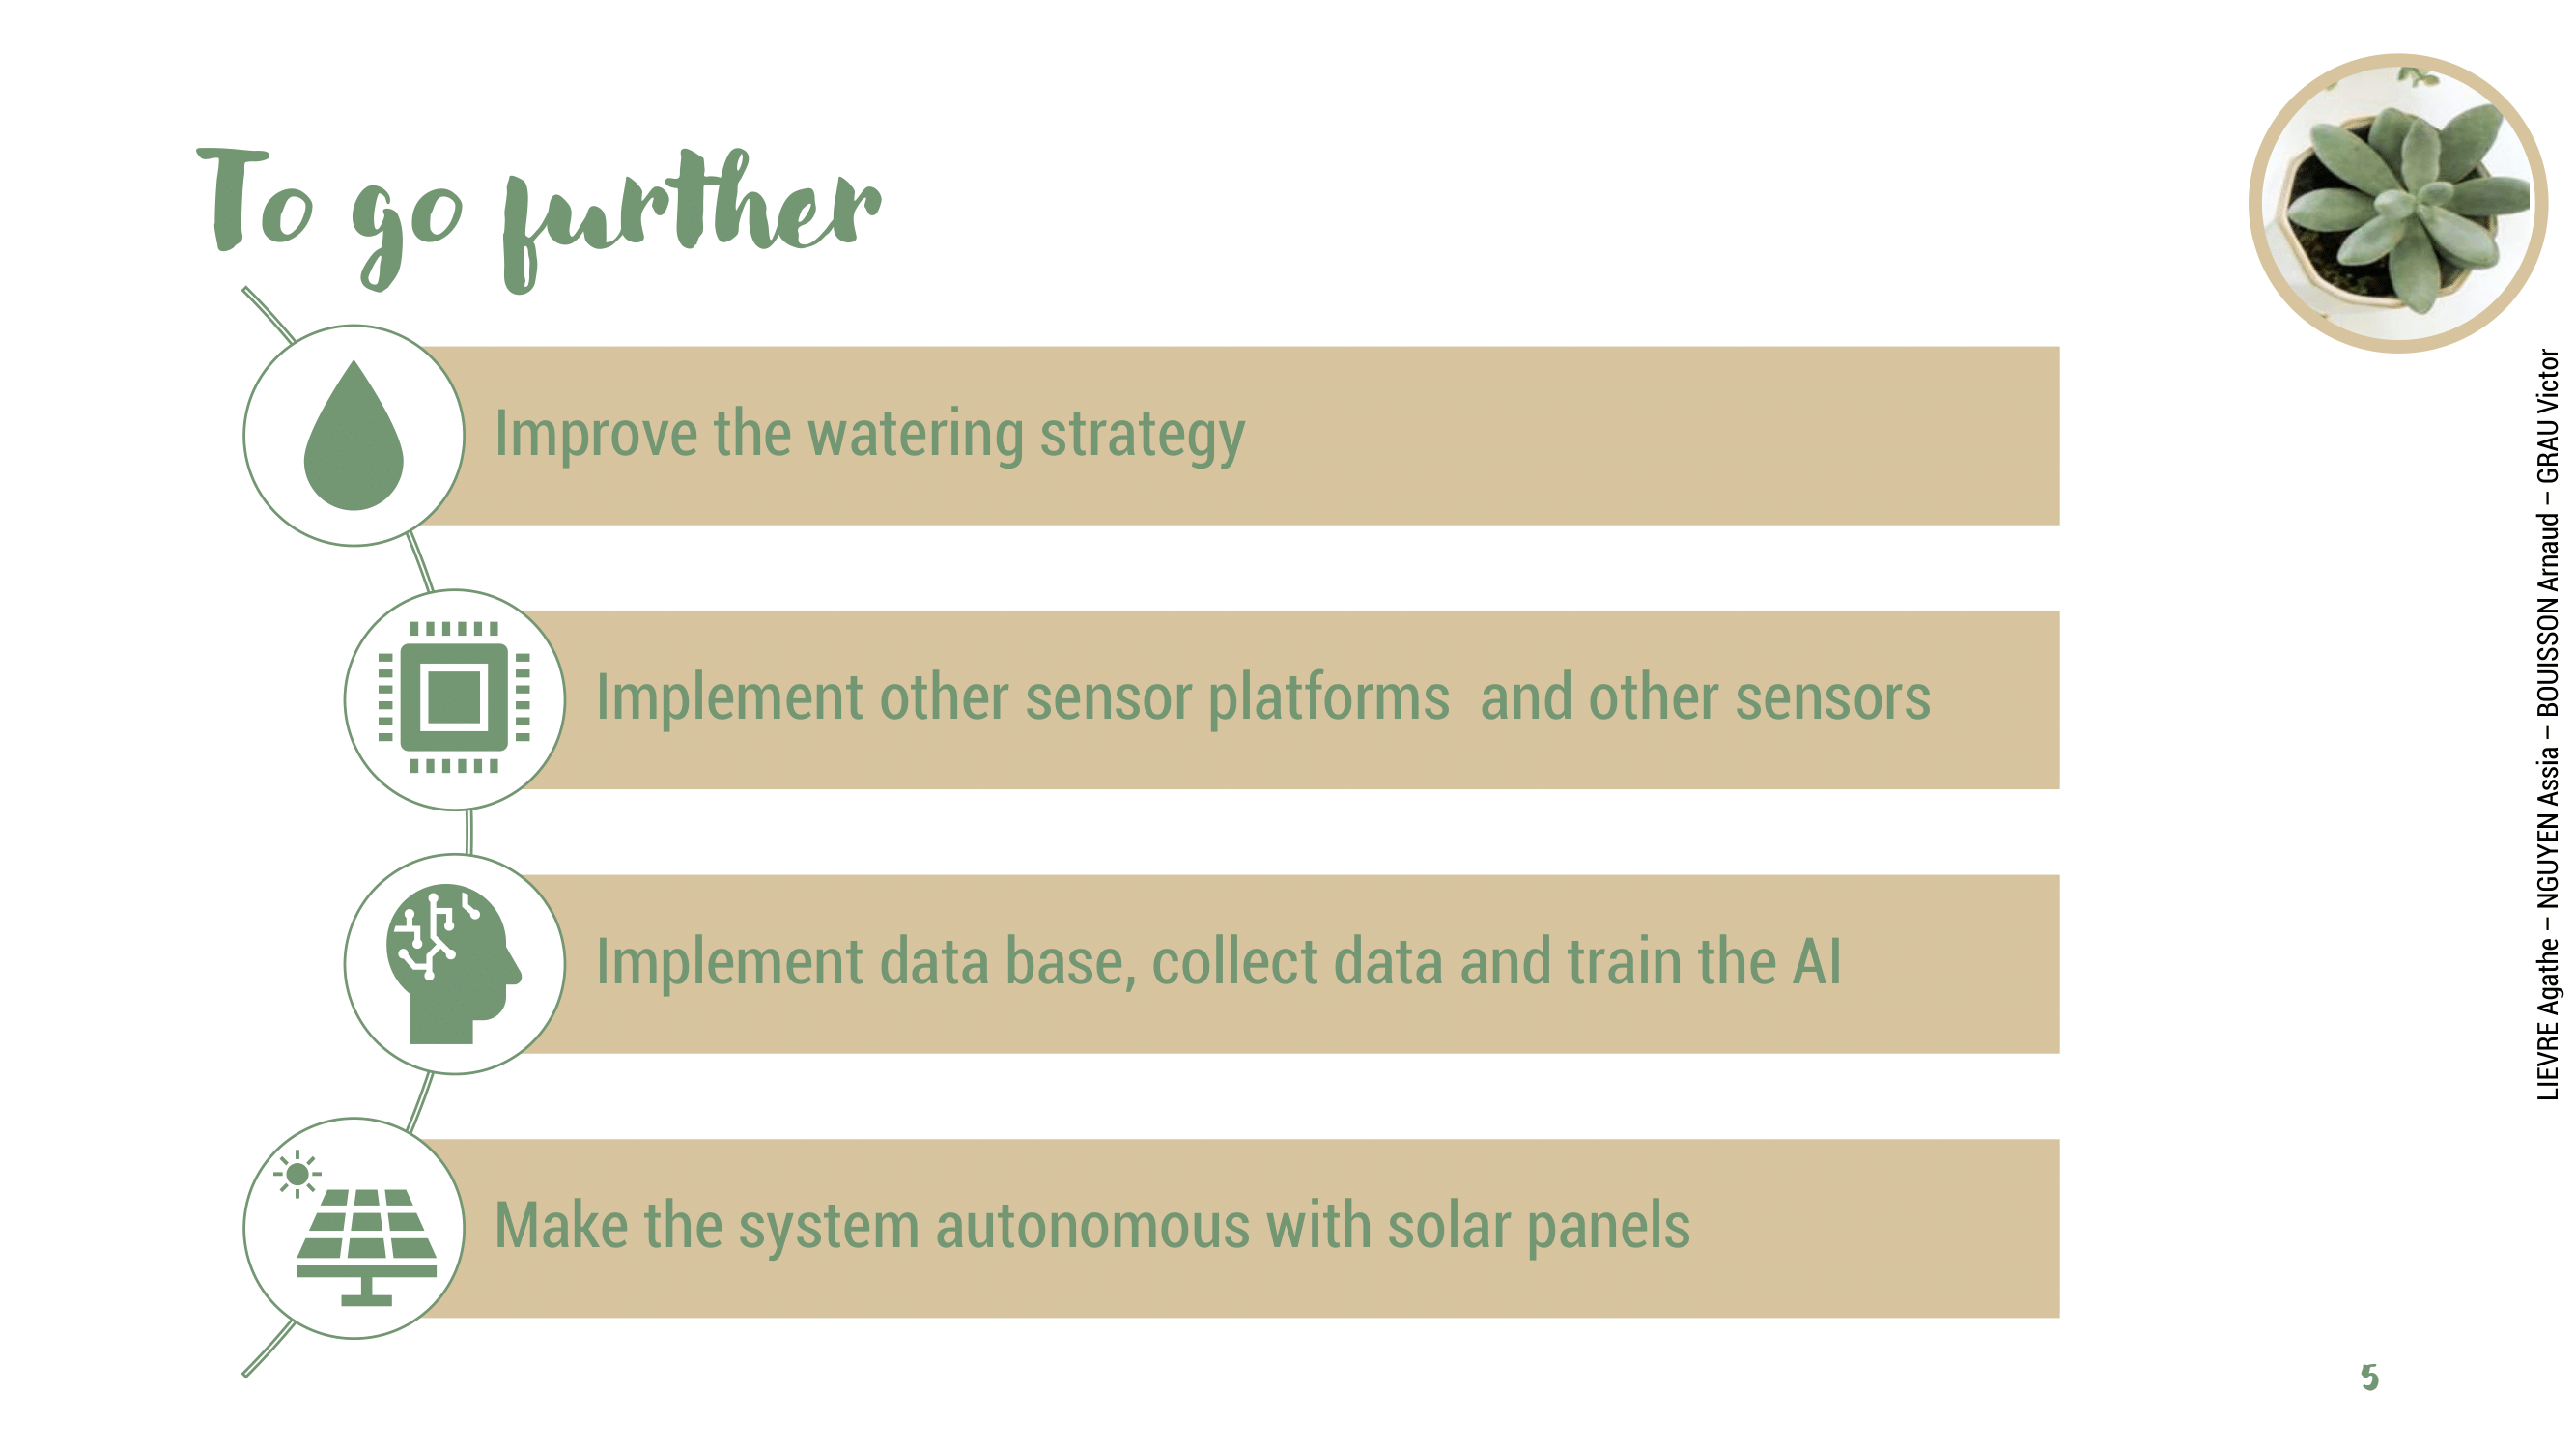 To go further
Improve the watering strategy
Implement other sensor platforms  and other sensors
Implement data base, collect data and train the AI
Make the system autonomous with solar panels
LIEVRE Agathe – NGUYEN Assia – BOUISSON Arnaud – GRAU Victor
5